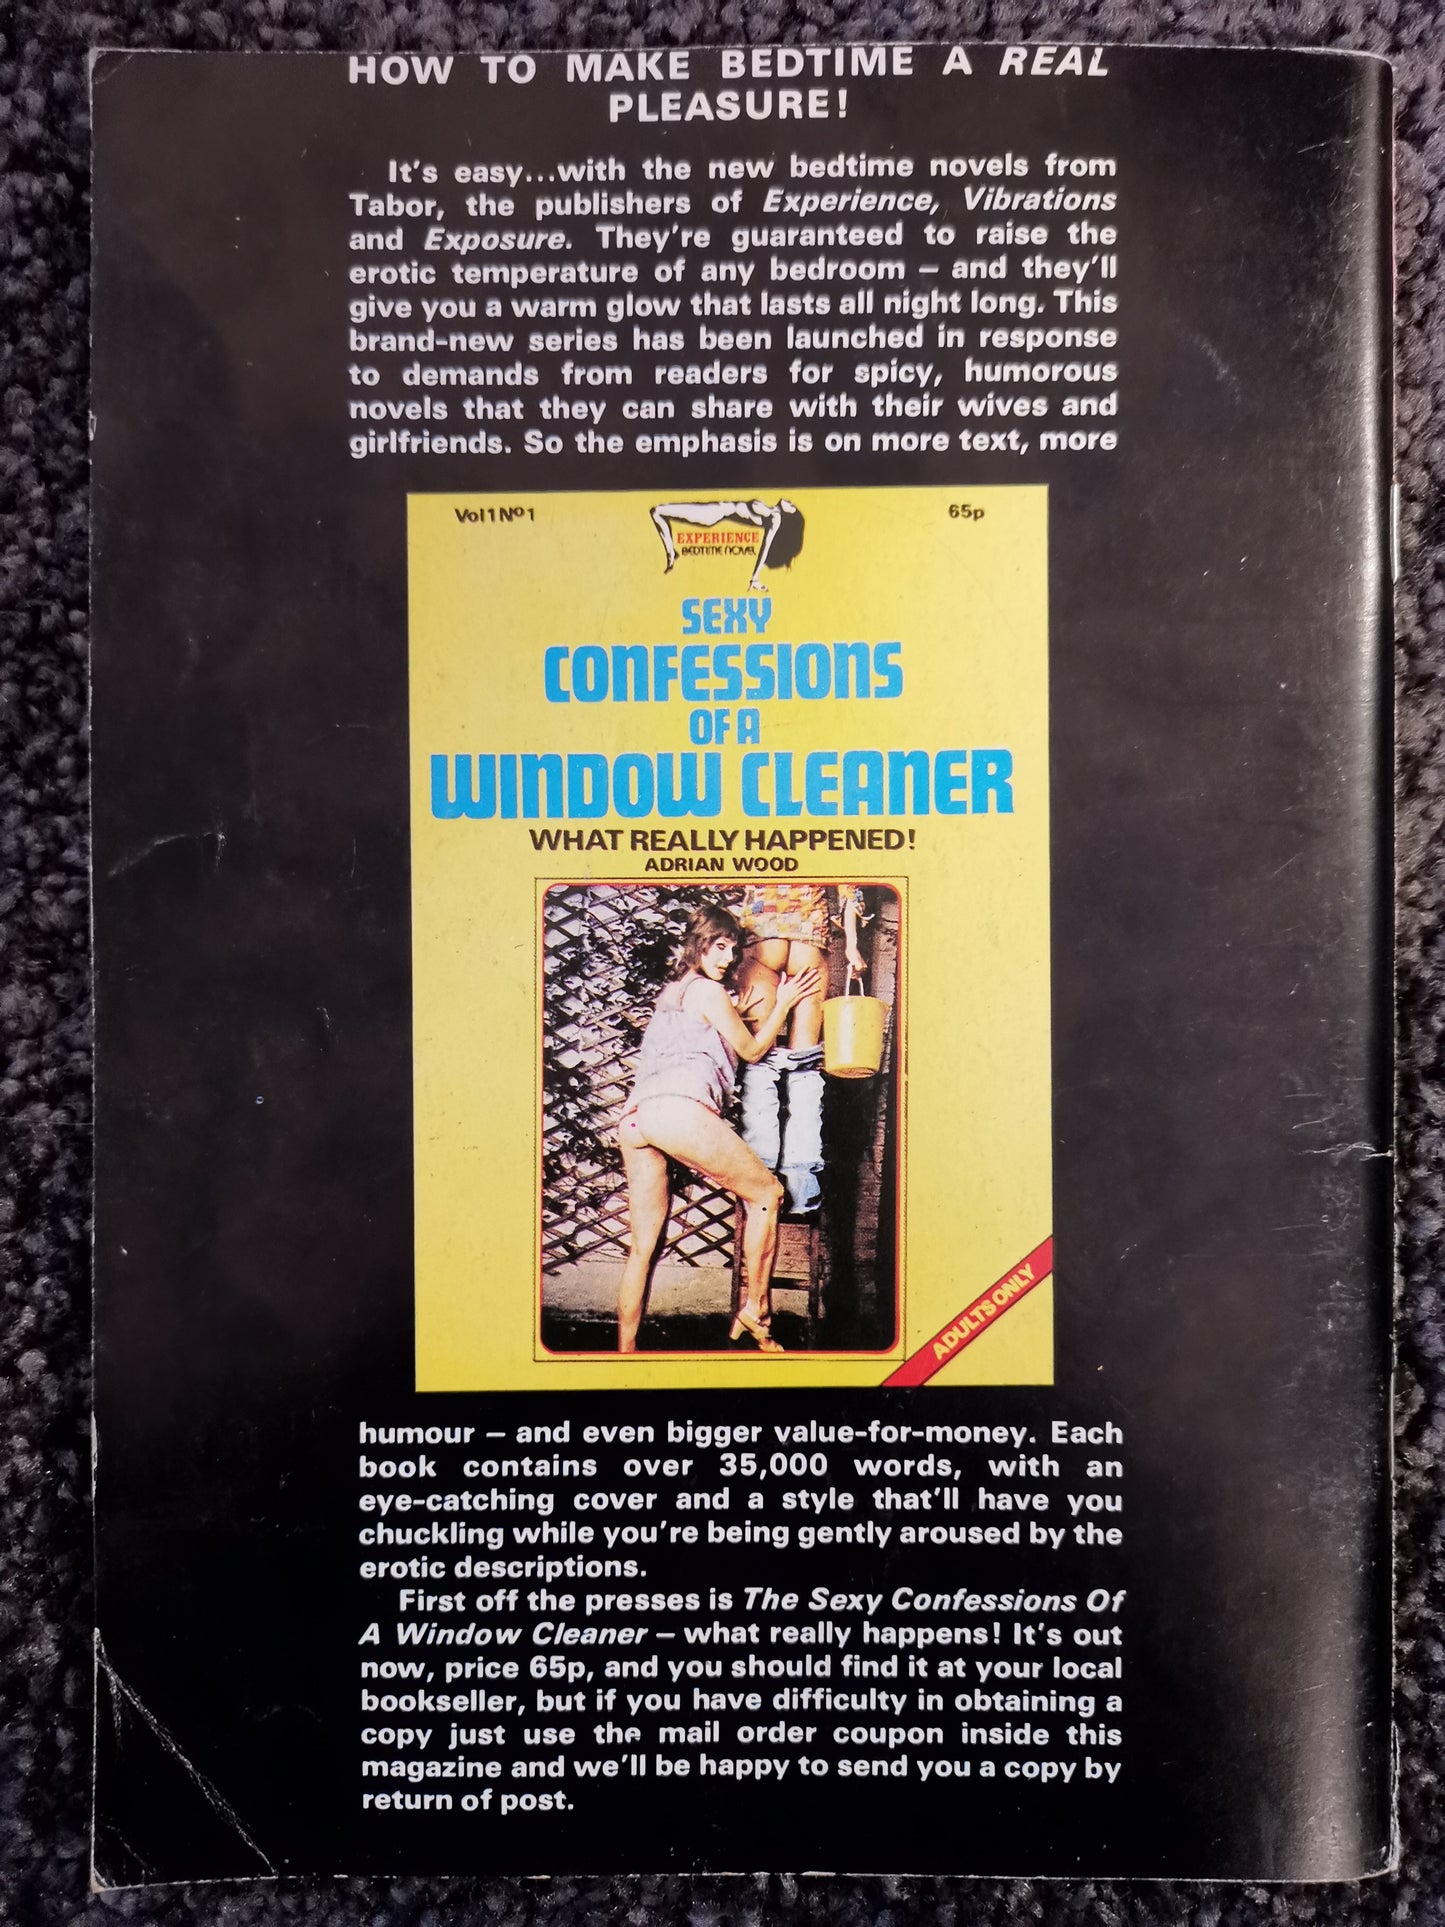 HOW TO MAKE BEDTIME A REAL
PLEASURE!
It's easy...with the new bedtime novels from
Tabor, the publishers of Experience, Vibrations
and Exposure. They're guaranteed to raise the
erotic temperature of any bedroom – and they'll
give you a warm glow that lasts all night long. This
brand-new series has been launched in response
to demands from readers for spicy, humorous
novels that they can share with their wives and
girlfriends. So the emphasis is on more text, more
Vol 1 Nº 1
65p
EXPERIENCE
BEDTIME NOVEL
SEXY
CONFESSIONS
OF A
WINDOW CLEANER
WHAT REALLY HAPPENED!
ADRIAN WOOD
ADULTS ONLY
humour – and even bigger value-for-money. Each
book contains over 35,000 words, with an
eye-catching cover and a style that'll have you
chuckling while you're being gently aroused by the
erotic descriptions.
First off the presses is The Sexy Confessions Of
A Window Cleaner – what really happens! It's out
now, price 65p, and you should find it at your local
bookseller, but if you have difficulty in obtaining a
copy just use the mail order coupon inside this
magazine and we'll be happy to send you a copy by
return of post.